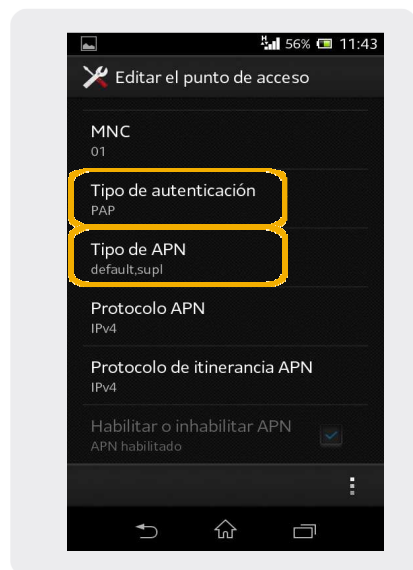 H 56% 11:43
Editar el punto de acceso
MNC
01
Tipo de autenticación
PAP
Tipo de APN
default,supl
Protocolo APN
IPv4
Protocolo de itinerancia APN
IPv4
Habilitar o inhabilitar APN
APN habilitado